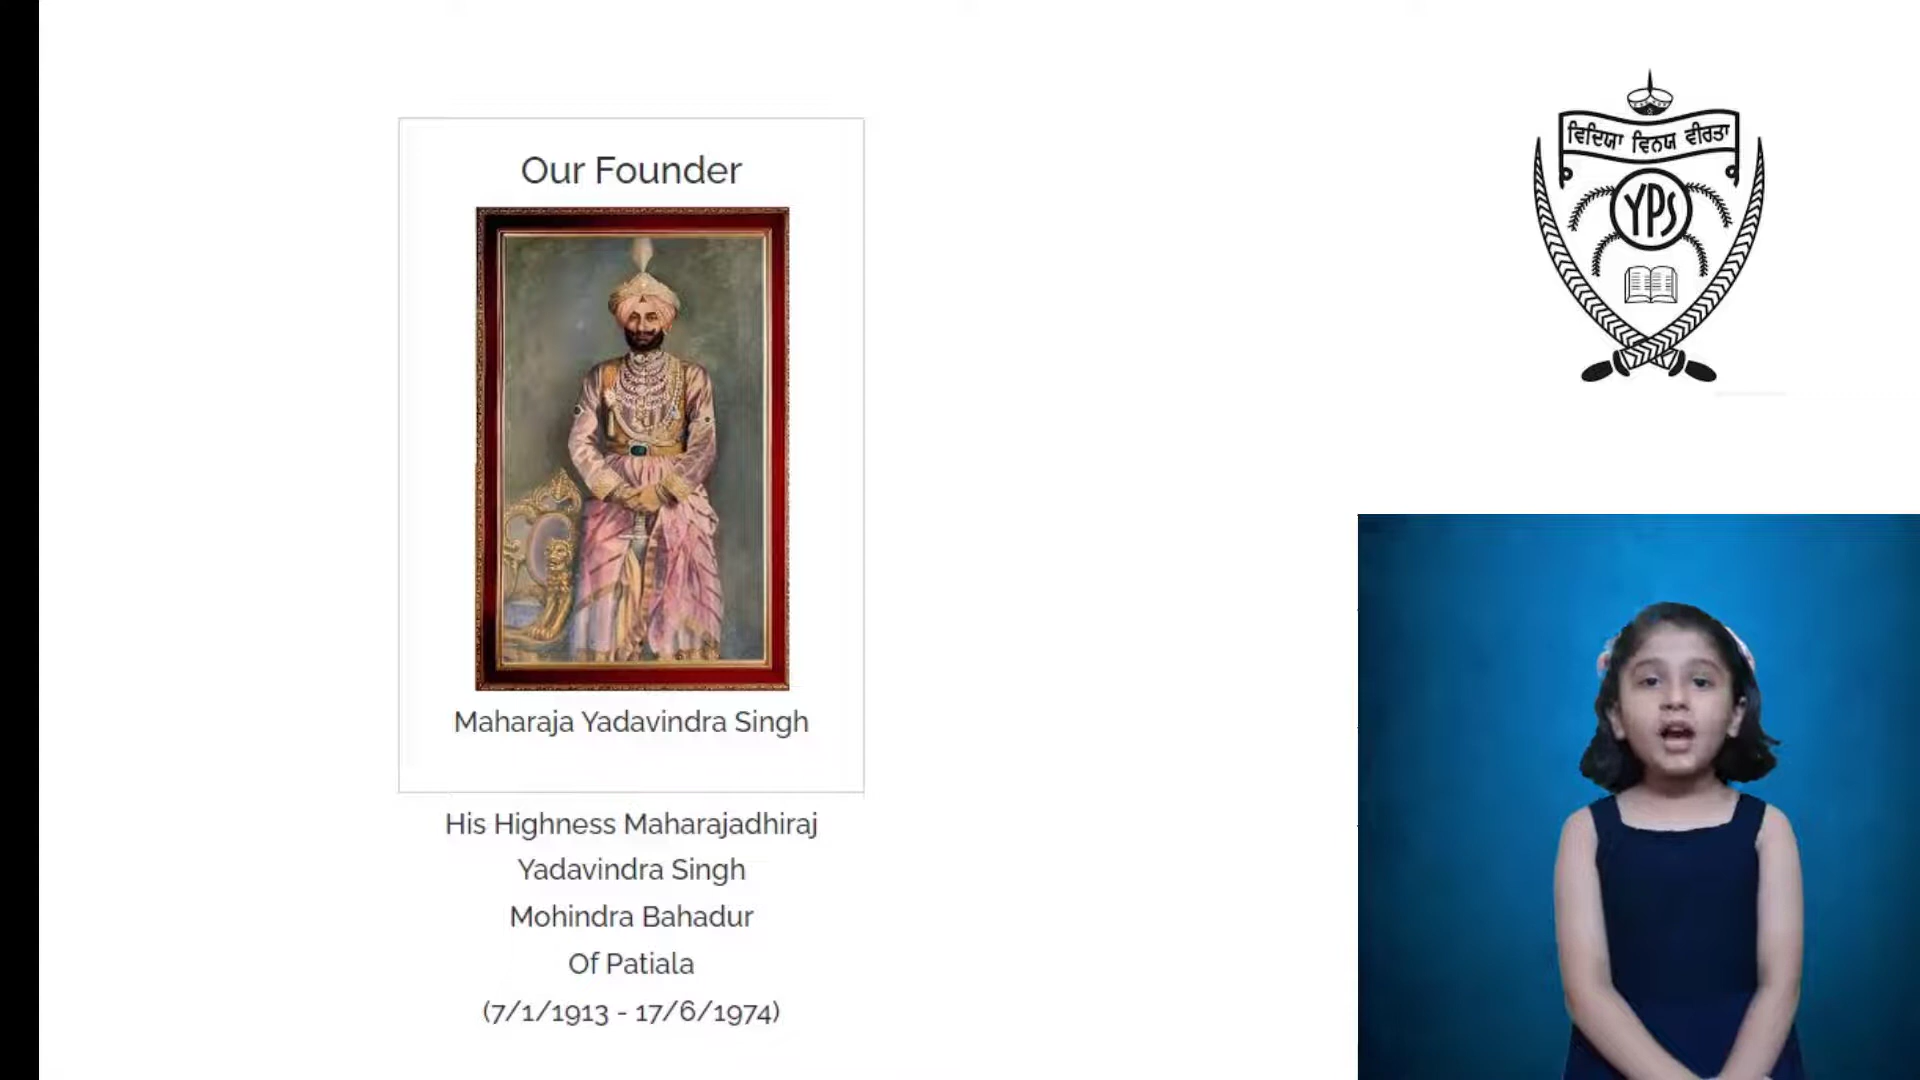 Our Founder
Maharaja Yadavindra Singh
His Highness Maharajadhiraj
Yadavindra Singh
Mohindra Bahadur
Of Patiala
(7/1/1913 - 17/6/1974)
ਵਿਦਿਯਾ ਵਿਨਯ ਵੀਰਤਾ
YPS